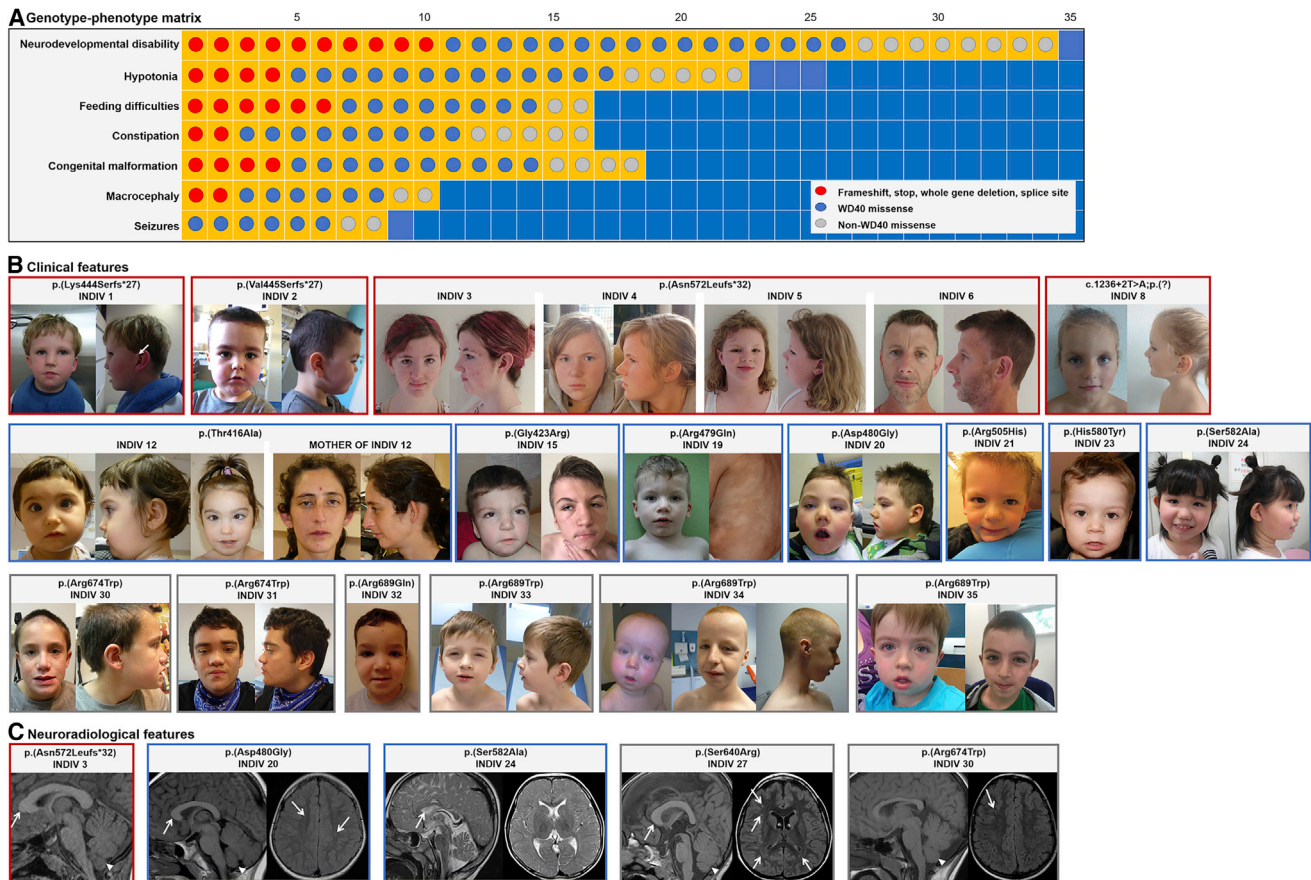 A Genotype-phenotype matrix
5 10 15 20 25 30 35
Neurodevelopmental disability
Hypotonia
Feeding difficulties
Constipation
Congenital malformation
Macrocephaly
Seizures
Frameshift, stop, whole gene deletion, splice site
WD40 missense
Non-WD40 missense
B Clinical features
p.(Lys444Serfs*27)
INDIV 1
p.(Val445Serfs*27)
INDIV 2
p.(Asn572Leufs*32)
INDIV 3 INDIV 4 INDIV 5 INDIV 6
c.1236+2T>A;p.(?)
INDIV 8
p.(Thr416Ala)
INDIV 12 MOTHER OF INDIV 12
p.(Gly423Arg)
INDIV 15
p.(Arg479Gln)
INDIV 19
p.(Asp480Gly)
INDIV 20
p.(Arg505His)
INDIV 21
p.(His580Tyr)
INDIV 23
p.(Ser582Ala)
INDIV 24
p.(Arg674Trp)
INDIV 30
p.(Arg674Trp)
INDIV 31
p.(Arg689Gln)
INDIV 32
p.(Arg689Trp)
INDIV 33
p.(Arg689Trp)
INDIV 34
p.(Arg689Trp)
INDIV 35
C Neuroradiological features
p.(Asn572Leufs*32)
INDIV 3
p.(Asp480Gly)
INDIV 20
p.(Ser582Ala)
INDIV 24
p.(Ser640Arg)
INDIV 27
p.(Arg674Trp)
INDIV 30